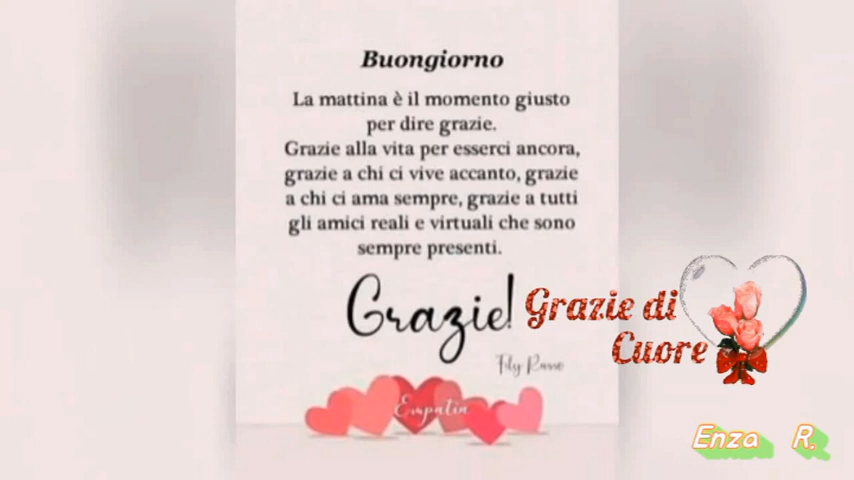 Buongiorno
La mattina è il momento giusto
per dire grazie.
Grazie alla vita per esserci ancora,
grazie a chi ci vive accanto, grazie
a chi ci ama sempre, grazie a tutti
gli amici reali e virtuali che sono
sempre presenti.
Grazie!
Grazie di
Cuore
Empatia
Enza R.